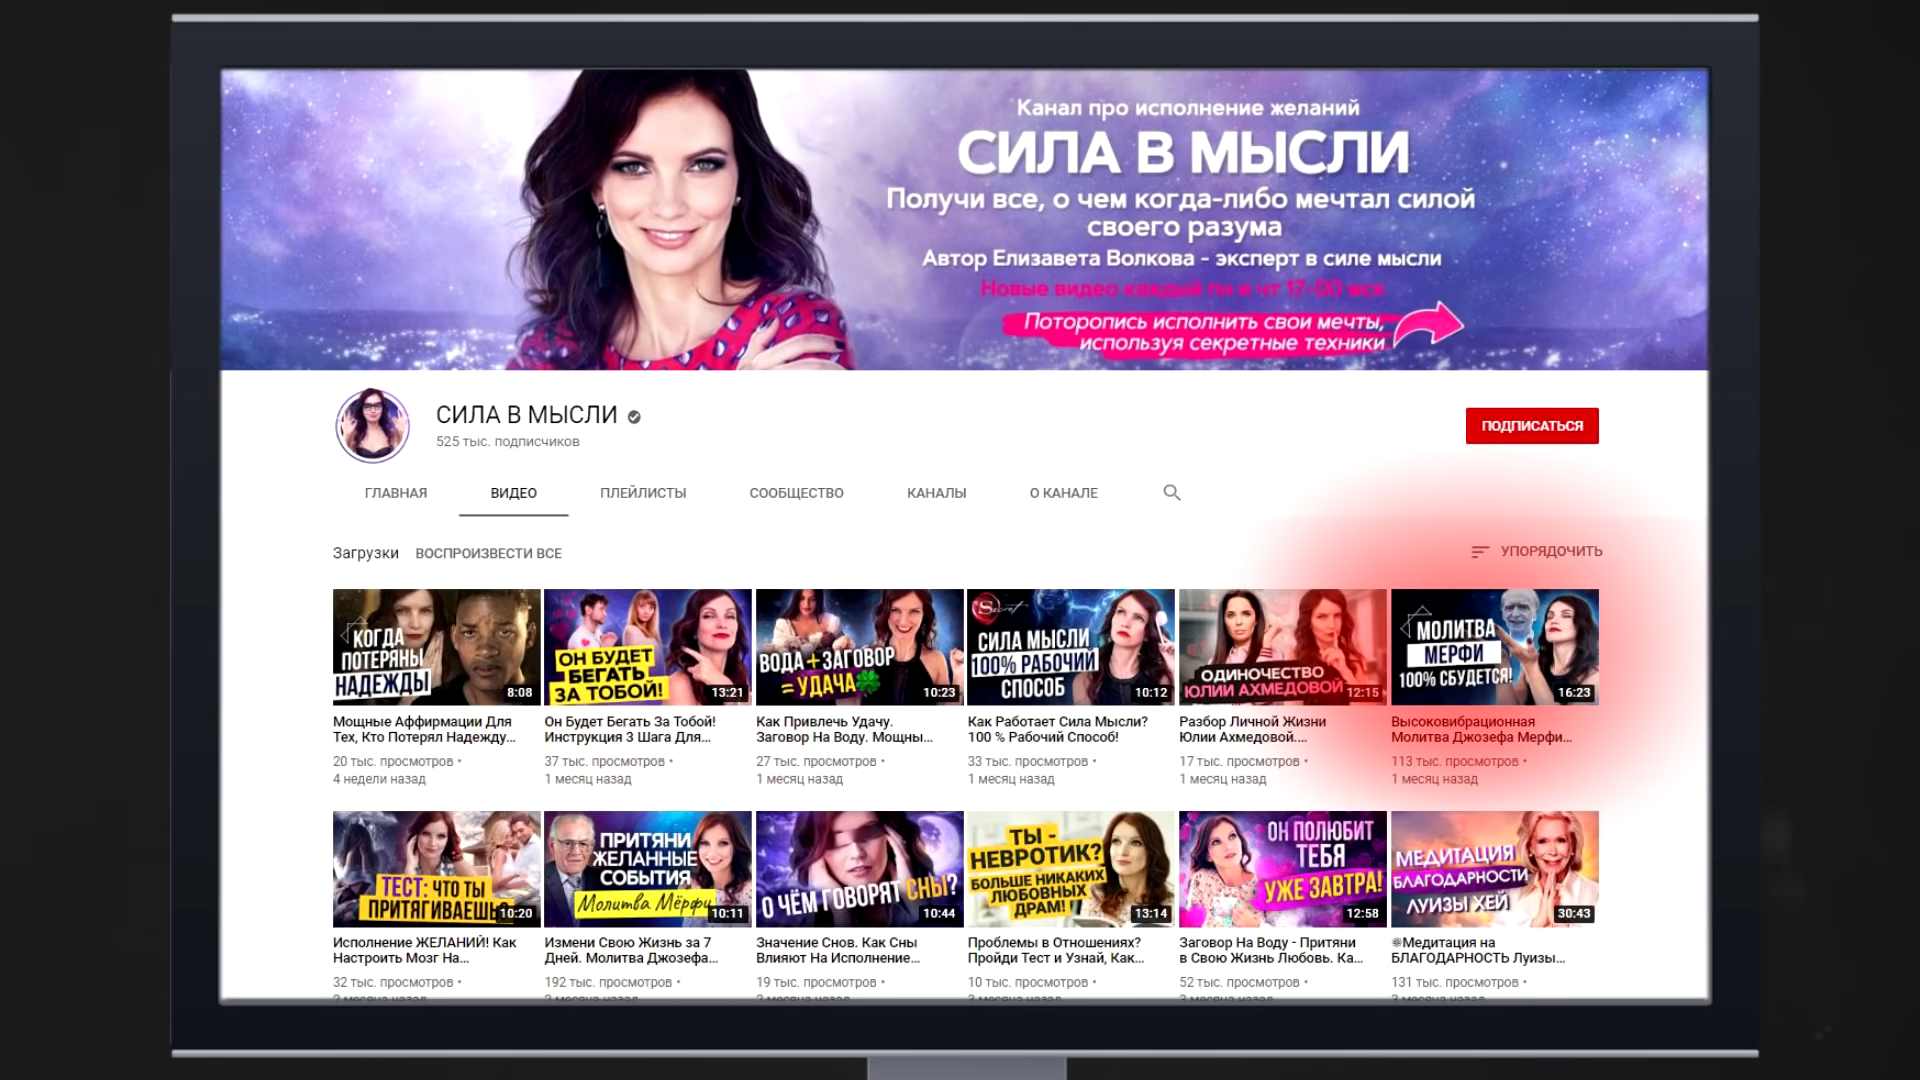 Канал про исполнение желаний
СИЛА В МЫСЛИ
Получи все, о чем когда-либо мечтал силой
своего разума
Автор Елизавета Волкова - эксперт в силе мысли
Новые видео каждый пн и чт 17-00 мск
Поторопись исполнить свои мечты,
используя секретные техники
СИЛА В МЫСЛИ
525 тыс. подписчиков
ПОДПИСАТЬСЯ
ГЛАВНАЯ ВИДЕО ПЛЕЙЛИСТЫ СООБЩЕСТВО КАНАЛЫ О КАНАЛЕ
Загрузки ВОСПРОИЗВЕСТИ ВСЕ УПОРЯДОЧИТЬ
КОГДА
ПОТЕРЯНЫ
НАДЕЖДЫ
8:08
Мощные Аффирмации Для
Тех, Кто Потерял Надежду...
20 тыс. просмотров •
4 недели назад
ОН БУДЕТ
БЕГАТЬ
ЗА ТОБОЙ!
13:21
Он Будет Бегать За Тобой!
Инструкция 3 Шага Для...
37 тыс. просмотров •
1 месяц назад
ВОДА + ЗАГОВОР
= УДАЧА
10:23
Как Привлечь Удачу.
Заговор На Воду. Мощны...
27 тыс. просмотров •
1 месяц назад
Secret
СИЛА МЫСЛИ
100% РАБОЧИЙ
СПОСОБ
10:12
Как Работает Сила Мысли?
100 % Рабочий Способ!
33 тыс. просмотров •
1 месяц назад
ОДИНОЧЕСТВО
ЮЛИИ АХМЕДОВОЙ
12:15
Разбор Личной Жизни
Юлии Ахмедовой....
17 тыс. просмотров •
1 месяц назад
МОЛИТВА
МЕРФИ
100% СБУДЕТСЯ!
16:23
Высоковибрационная
Молитва Джозефа Мерфи...
113 тыс. просмотров •
1 месяц назад
ТЕСТ: ЧТО ТЫ
ПРИТЯГИВАЕШЬ
10:20
Исполнение ЖЕЛАНИЙ! Как
Настроить Мозг На...
32 тыс. просмотров •
ПРИТЯНИ
ЖЕЛАННЫЕ
СОБЫТИЯ
Молитва Мёрфи
10:11
Измени Свою Жизнь за 7
Дней. Молитва Джозефа...
192 тыс. просмотров •
О ЧЁМ ГОВОРЯТ СНЫ?
10:44
Значение Снов. Как Сны
Влияют На Исполнение...
19 тыс. просмотров •
ТЫ -
НЕВРОТИК?
БОЛЬШЕ НИКАКИХ
ЛЮБОВНЫХ
ДРАМ!
13:14
Проблемы в Отношениях?
Пройди Тест и Узнай, Как...
10 тыс. просмотров •
ОН ПОЛЮБИТ
ТЕБЯ
УЖЕ ЗАВТРА!
12:58
Заговор На Воду - Притяни
в Свою Жизнь Любовь. Ка...
52 тыс. просмотров •
МЕДИТАЦИЯ
БЛАГОДАРНОСТИ
ЛУИЗЫ ХЕЙ
30:43
❊Медитация на
БЛАГОДАРНОСТЬ Луизы...
131 тыс. просмотров •